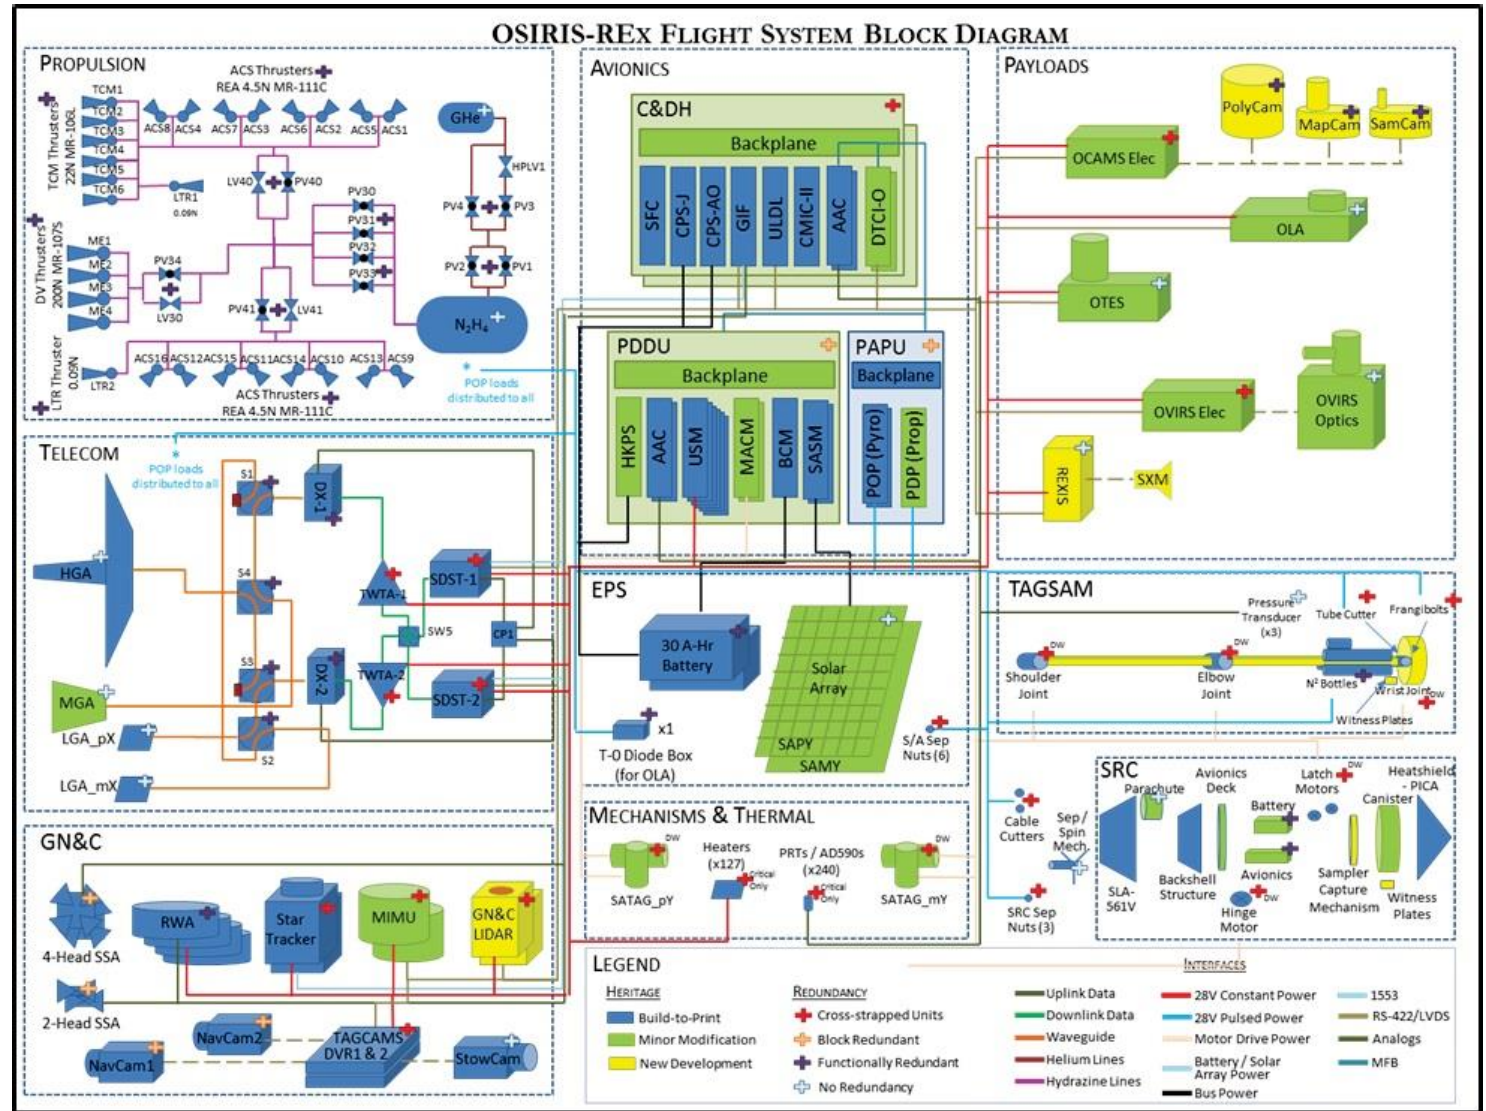 OSIRIS-REx Flight System Block Diagram
Propulsion
ACS Thrusters
REA 4.5N MR-111C
TCM Thrusters
22N MR-106L
TCM1
TCM2
TCM3
TCM4
TCM5
TCM6
ACS8 ACS4
ACS7 ACS3
ACS6 ACS2
ACS5 ACS1
LTR1
0.09N
LV40
PV40
PV30
PV31
PV32
PV33
GHe
HPLV1
PV4
PV3
PV2
PV1
N₂H₄
DV Thrusters
200N MR-107S
ME1
ME2
ME3
ME4
PV34
LV30
PV41
LV41
LTR Thruster
0.09N
LTR2
ACS16 ACS12
ACS15 ACS11
ACS14 ACS10
ACS13 ACS9
ACS Thrusters
REA 4.5N MR-111C
*
POP loads
distributed to all
Telecom
*
POP loads
distributed to all
HGA
MGA
LGA_pX
LGA_mX
S1
S4
S3
S2
DX-1
DX-2
TWTA-1
TWTA-2
SW5
SDST-1
SDST-2
CP1
GN&C
4-Head SSA
2-Head SSA
RWA
Star
Tracker
MIMU
GN&C
LIDAR
NavCam2
NavCam1
TAGCAMS
DVR1 & 2
StowCam
Avionics
C&DH
Backplane
SFC
CPS-J
CPS-AO
GIF
ULDL
CMIC-II
AAC
DTCI-O
PDDU
Backplane
HKPS
AAC
USM
MACM
BCM
SASM
PAPU
Backplane
POP (Pyro)
PDP (Prop)
EPS
30 A-Hr
Battery
Solar
Array
SAPY
SAMY
x1
T-0 Diode Box
(for OLA)
S/A Sep
Nuts (6)
Mechanisms & Thermal
SATAG_pY
DW
Heaters
(x127)
Critical
Only
PRTs / AD590s
(x240)
Critical
Only
SATAG_mY
DW
Payloads
PolyCam
MapCam
SamCam
OCAMS Elec
OLA
OTES
OVIRS Elec
OVIRS
Optics
REXIS
SXM
TAGSAM
Pressure
Transducer
(x3)
Tube Cutter
Frangibolts
DW
Shoulder
Joint
DW
Elbow
Joint
N² Bottles
Wrist Joint
DW
Witness Plates
Cable
Cutters
Sep /
Spin
Mech.
SRC Sep
Nuts (3)
SRC
Parachute
Avionics
Deck
Latch
Motors
DW
Heatshield
- PICA
Canister
Battery
Avionics
SLA-
561V
Backshell
Structure
Hinge
Motor
DW
Sampler
Capture
Mechanism
Witness
Plates
Legend
Heritage
Build-to-Print
Minor Modification
New Development
Redundancy
Cross-strapped Units
Block Redundant
Functionally Redundant
No Redundancy
Interfaces
Uplink Data
Downlink Data
Waveguide
Helium Lines
Hydrazine Lines
28V Constant Power
28V Pulsed Power
Motor Drive Power
Battery / Solar
Array Power
Bus Power
1553
RS-422/LVDS
Analogs
MFB